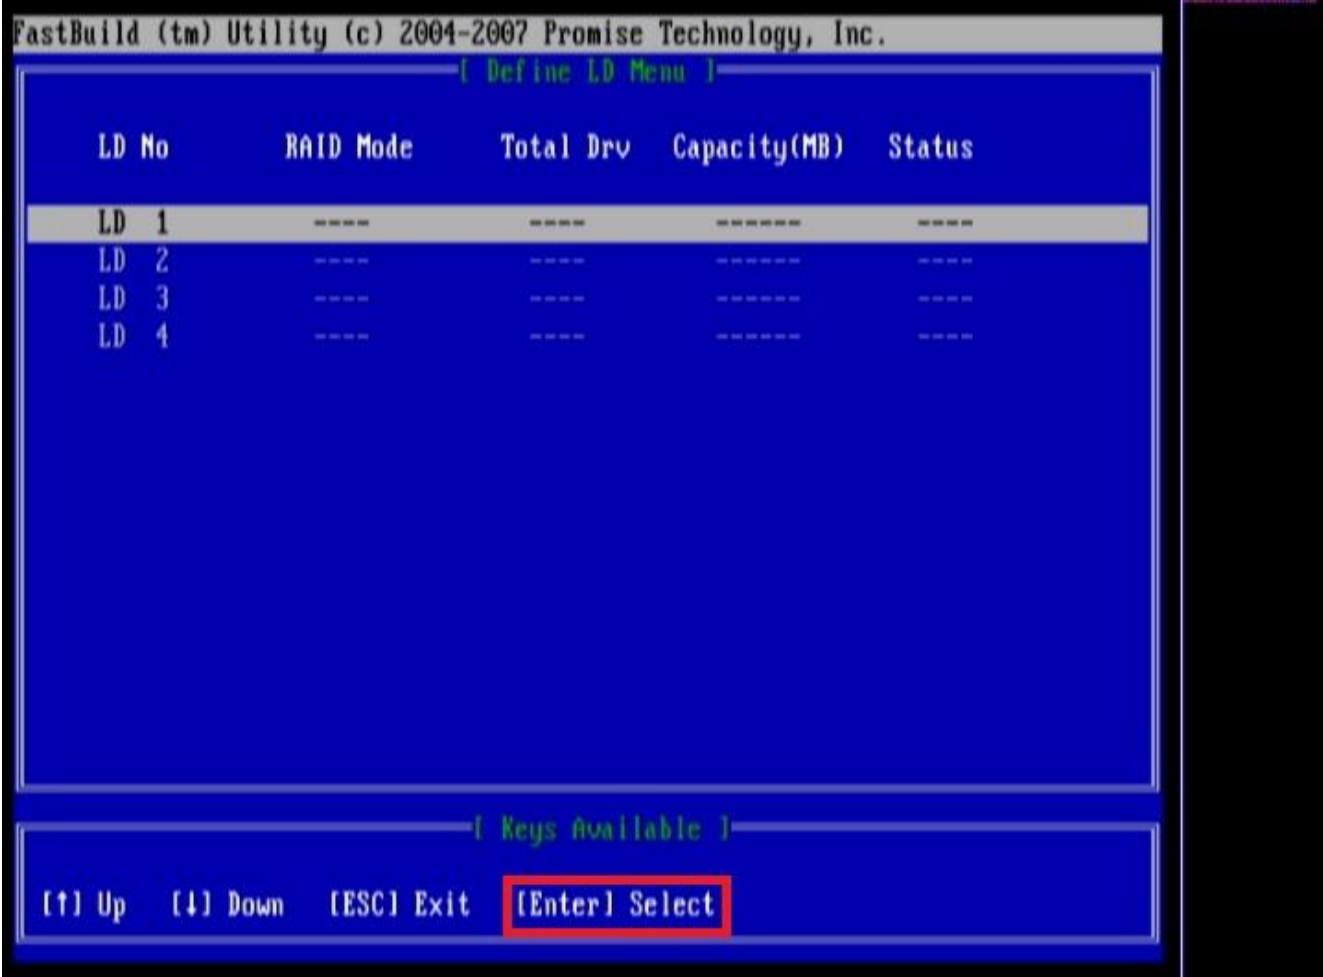 FastBuild (tm) Utility (c) 2004-2007 Promise Technology, Inc.
[ Define LD Menu ]
LD No RAID Mode Total Drv Capacity(MB) Status
LD 1 ---- ---- ------ ----
LD 2 ---- ---- ------ ----
LD 3 ---- ---- ------ ----
LD 4 ---- ---- ------ ----
[ Keys Available ]
[↑] Up [↓] Down [ESC] Exit [Enter] Select